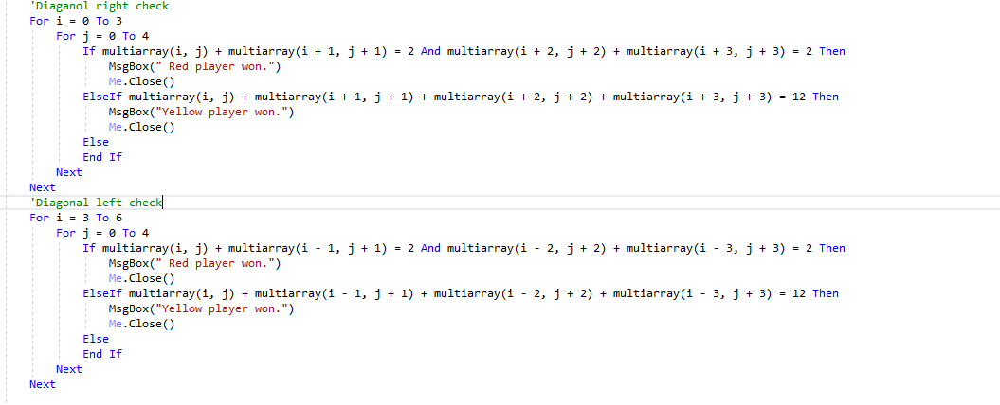 'Diaganol right check
For i = 0 To 3
For j = 0 To 4
If multiarray(i, j) + multiarray(i + 1, j + 1) = 2 And multiarray(i + 2, j + 2) + multiarray(i + 3, j + 3) = 2 Then
MsgBox(" Red player won.")
Me.Close()
ElseIf multiarray(i, j) + multiarray(i + 1, j + 1) + multiarray(i + 2, j + 2) + multiarray(i + 3, j + 3) = 12 Then
MsgBox("Yellow player won.")
Me.Close()
Else
End If
Next
Next
'Diagonal left check
For i = 3 To 6
For j = 0 To 4
If multiarray(i, j) + multiarray(i - 1, j + 1) = 2 And multiarray(i - 2, j + 2) + multiarray(i - 3, j + 3) = 2 Then
MsgBox(" Red player won.")
Me.Close()
ElseIf multiarray(i, j) + multiarray(i - 1, j + 1) + multiarray(i - 2, j + 2) + multiarray(i - 3, j + 3) = 12 Then
MsgBox("Yellow player won.")
Me.Close()
Else
End If
Next
Next